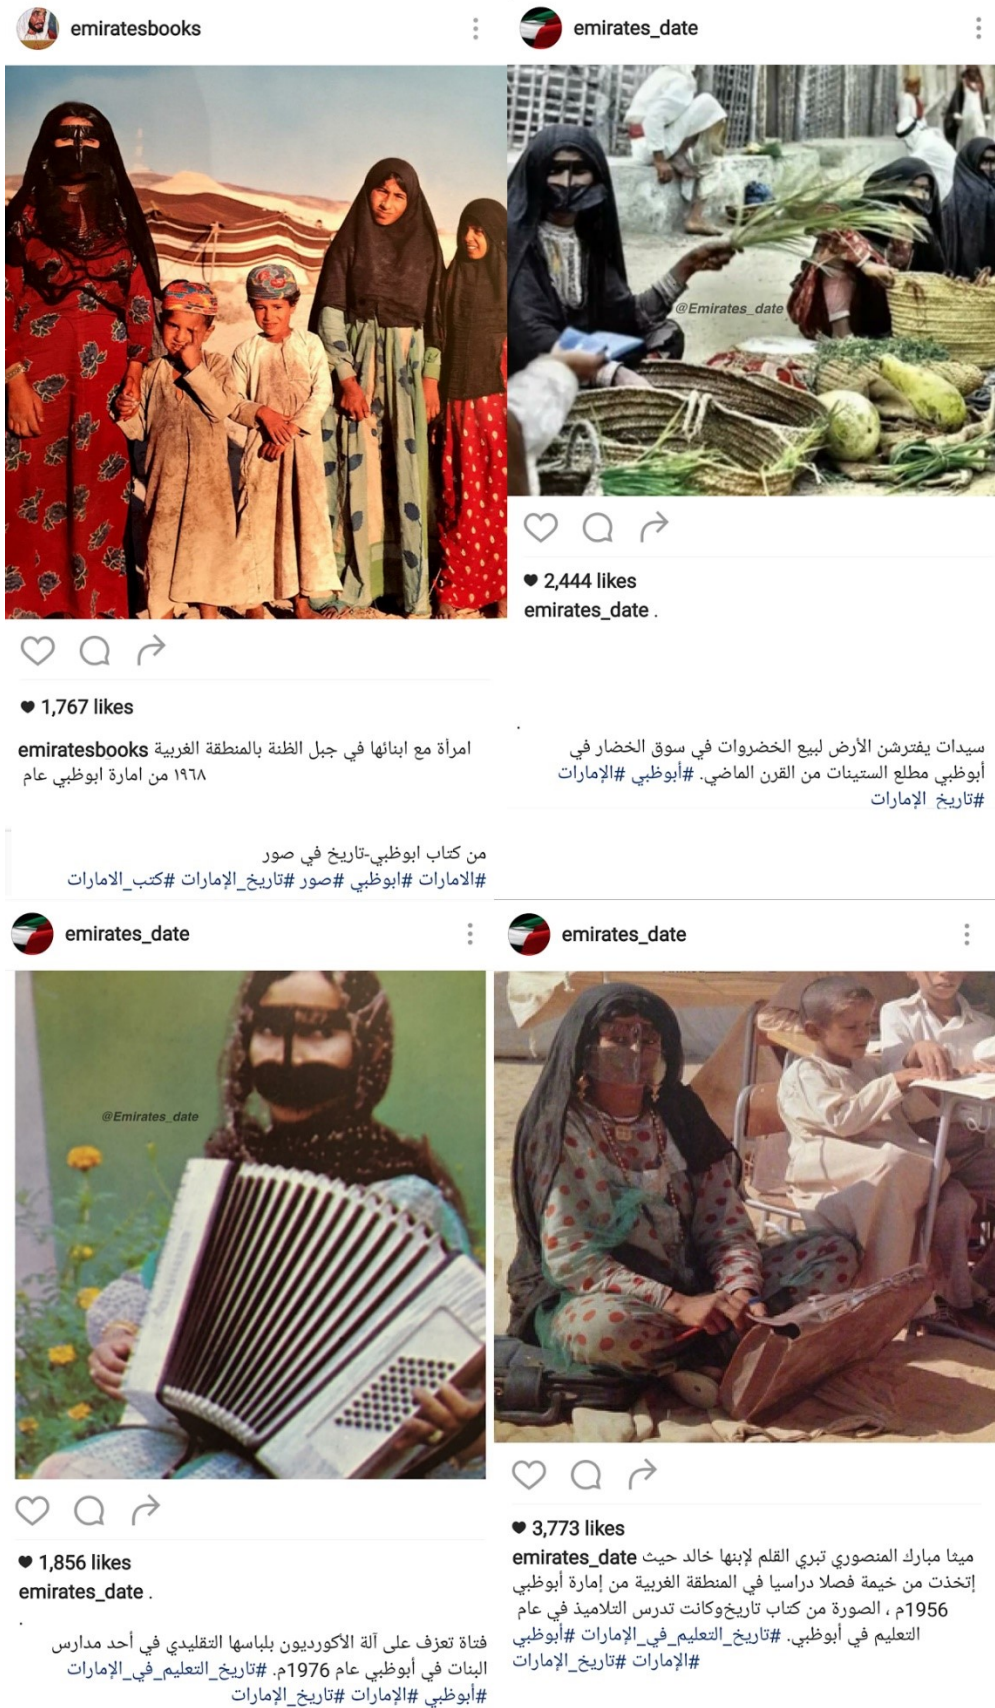 emiratesbooks
1,767 likes
emiratesbooks امرأة مع ابنائها في جبل الظنة بالمنطقة الغربية
من امارة ابوظبي عام ١٩٦٨
من كتاب ابوظبي-تاريخ في صور
#الامارات #ابوظبي #صور #تاريخ_الإمارات #كتب_الامارات
emirates_date
@Emirates_date
2,444 likes
emirates_date .
.
سيدات يفترشن الأرض لبيع الخضروات في سوق الخضار في
أبوظبي مطلع الستينات من القرن الماضي. #أبوظبي #الإمارات
#تاريخ_الإمارات
emirates_date
@Emirates_date
1,856 likes
emirates_date .
.
فتاة تعزف على آلة الأكورديون بلباسها التقليدي في أحد مدارس
البنات في أبوظبي عام 1976م. #تاريخ_التعليم_في_الإمارات
#أبوظبي #الإمارات #تاريخ_الإمارات
emirates_date
3,773 likes
emirates_date ميثا مبارك المنصوري تبري القلم لإبنها خالد حيث
إتخذت من خيمة فصلا دراسيا في المنطقة الغربية من إمارة أبوظبي
وكانت تدرس التلاميذ في عام 1956م ، الصورة من كتاب تاريخ
التعليم في أبوظبي. #تاريخ_التعليم_في_الإمارات #أبوظبي
#الإمارات #تاريخ_الإمارات